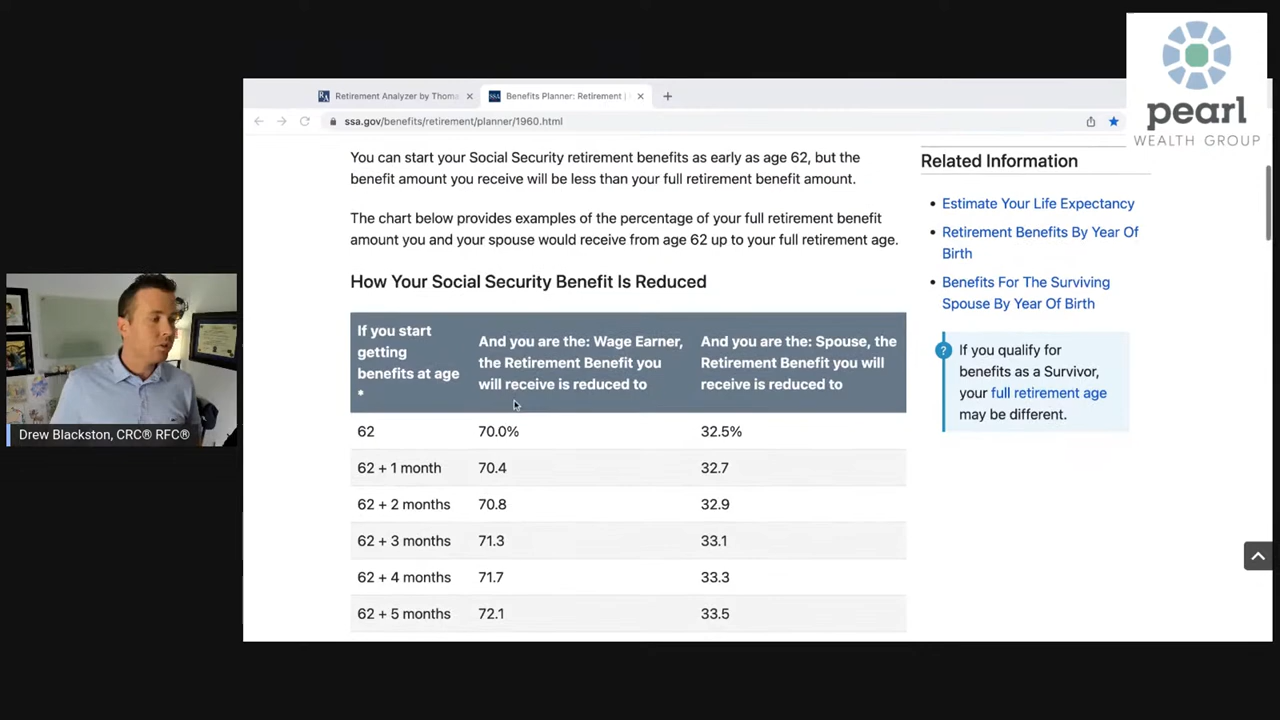 pearl
WEALTH GROUP
Retirement Analyzer by Thoma
SSA
Benefits Planner: Retirement |
ssa.gov/benefits/retirement/planner/1960.html
You can start your Social Security retirement benefits as early as age 62, but the
benefit amount you receive will be less than your full retirement benefit amount.
The chart below provides examples of the percentage of your full retirement benefit
amount you and your spouse would receive from age 62 up to your full retirement age.
How Your Social Security Benefit Is Reduced
If you start
getting
benefits at age
*
And you are the: Wage Earner,
the Retirement Benefit you
will receive is reduced to
And you are the: Spouse, the
Retirement Benefit you will
receive is reduced to
62 70.0% 32.5%
62 + 1 month 70.4 32.7
62 + 2 months 70.8 32.9
62 + 3 months 71.3 33.1
62 + 4 months 71.7 33.3
62 + 5 months 72.1 33.5
Related Information
• Estimate Your Life Expectancy
• Retirement Benefits By Year Of
Birth
• Benefits For The Surviving
Spouse By Year Of Birth
? If you qualify for
benefits as a Survivor,
your full retirement age
may be different.
Drew Blackston, CRC® RFC®